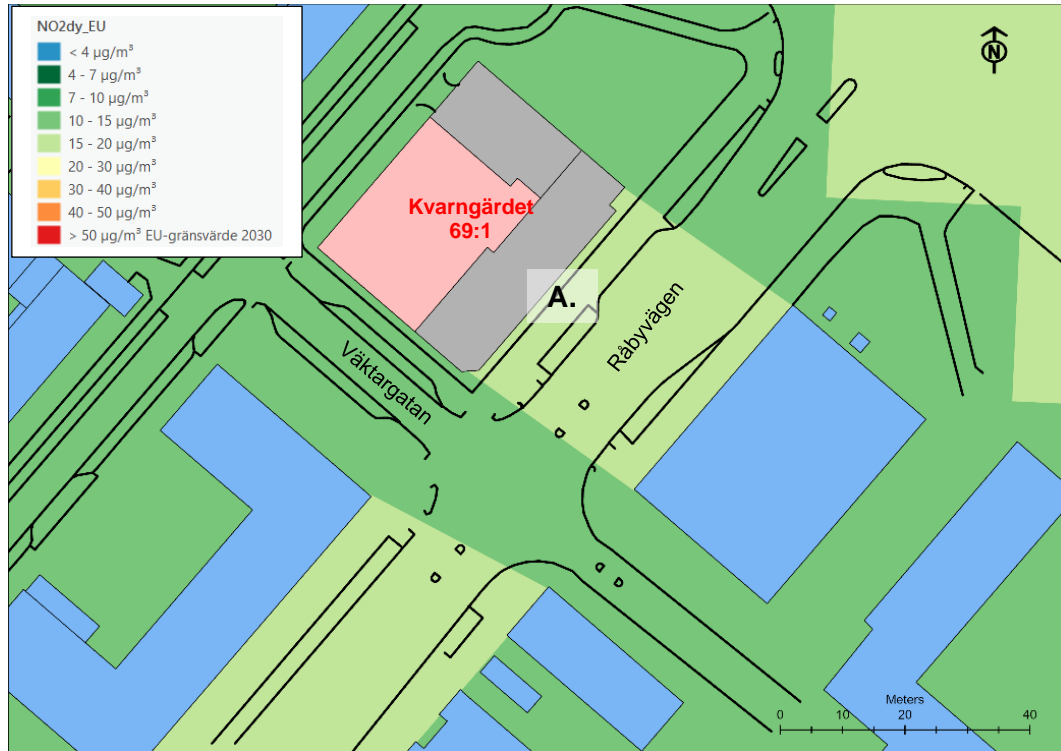 NO2dy_EU
< 4 µg/m³
4 - 7 µg/m³
7 - 10 µg/m³
10 - 15 µg/m³
15 - 20 µg/m³
20 - 30 µg/m³
30 - 40 µg/m³
40 - 50 µg/m³
> 50 µg/m³ EU-gränsvärde 2030
N
Kvarngärdet
69:1
A.
Råbyvägen
Väktargatan
Meters
0 10 20 40